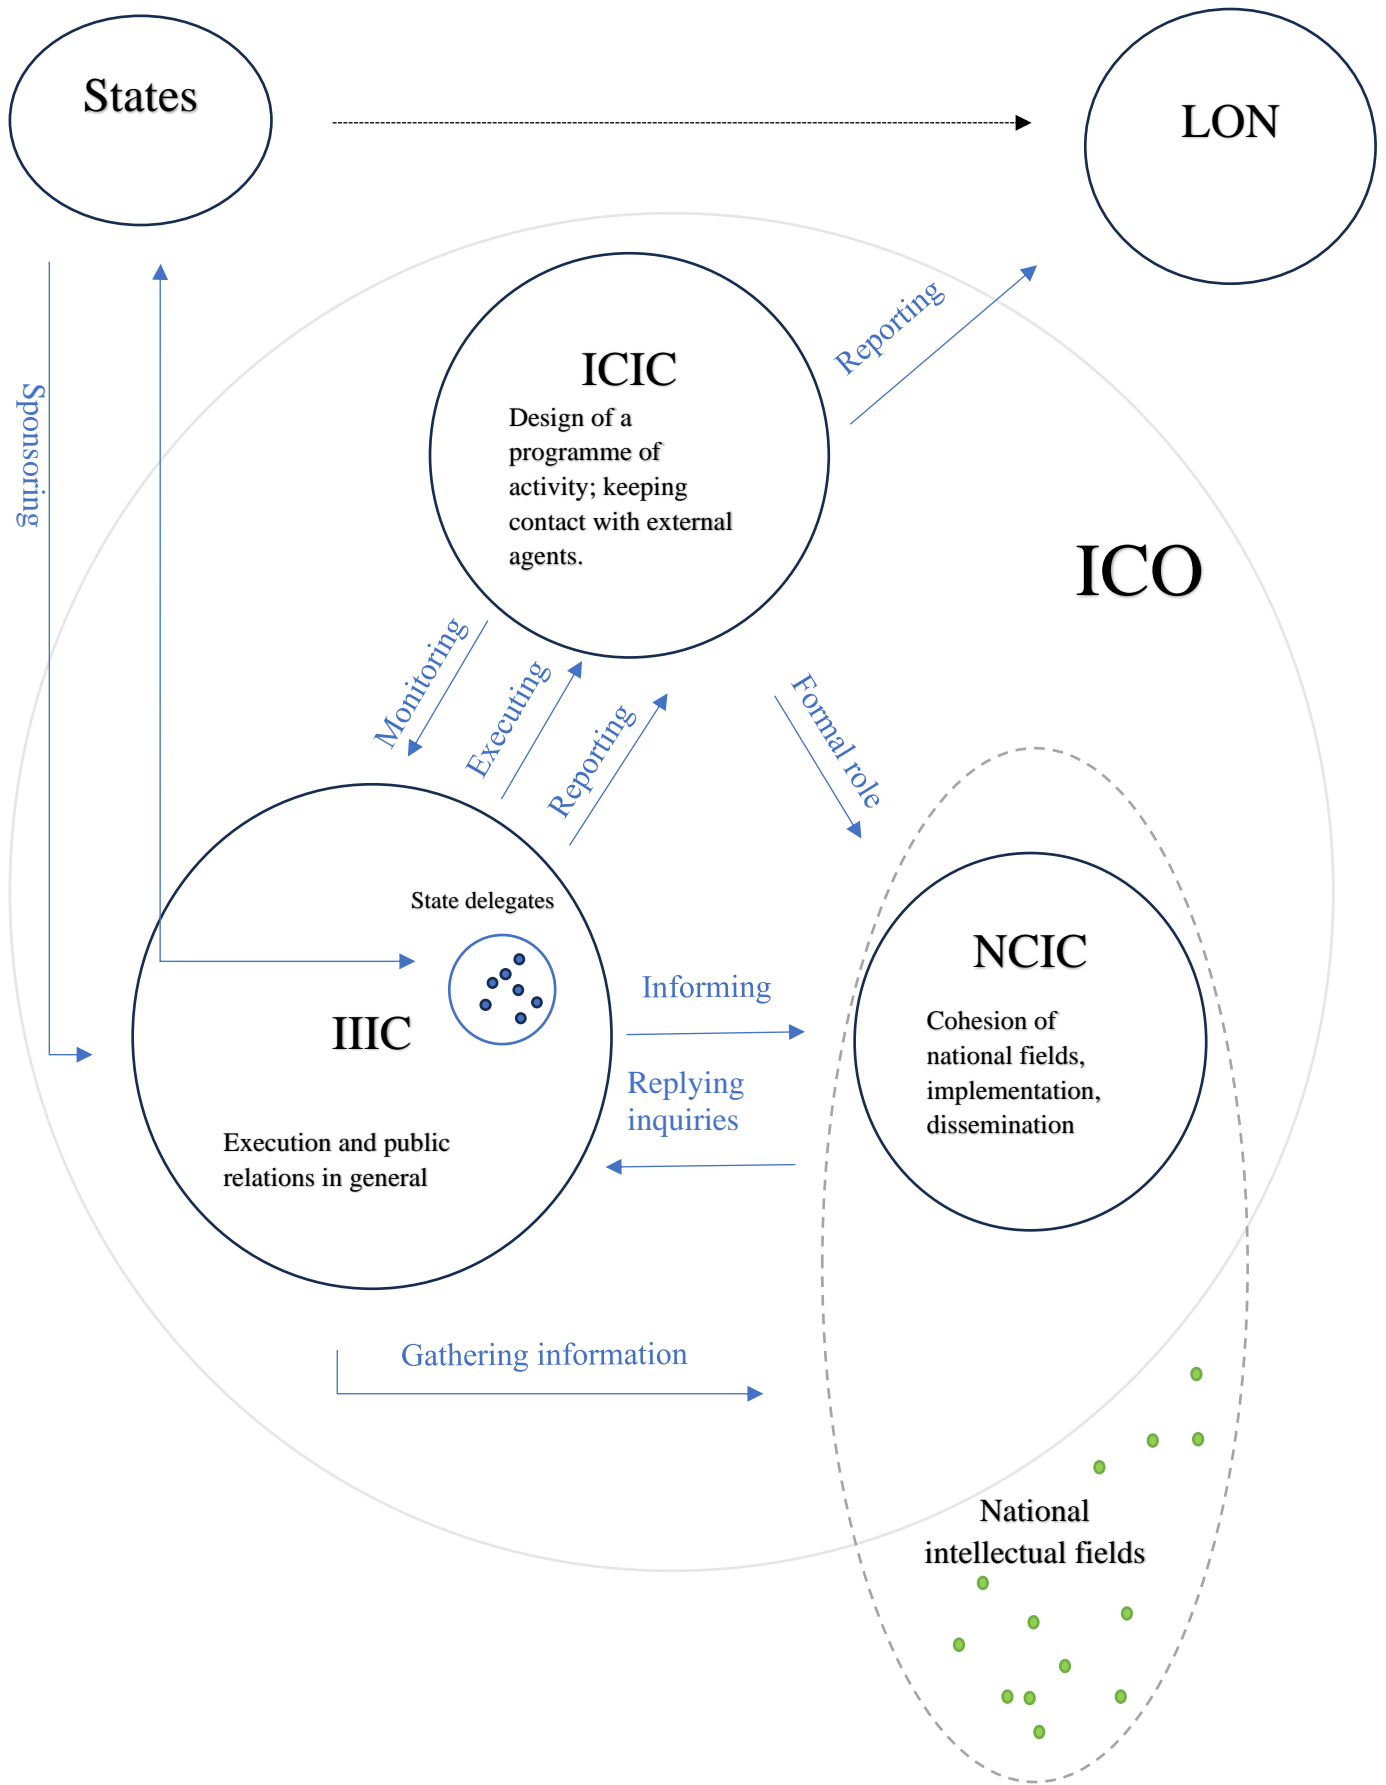 States
LON
Reporting
Sponsoring
ICIC
Design of a
programme of
activity; keeping
contact with external
agents.
ICO
Monitoring
Executing
Reporting
Formal role
State delegates
NCIC
Informing
IIIC
Cohesion of
national fields,
implementation,
dissemination
Replying
inquiries
Execution and public
relations in general
Gathering information
National
intellectual fields